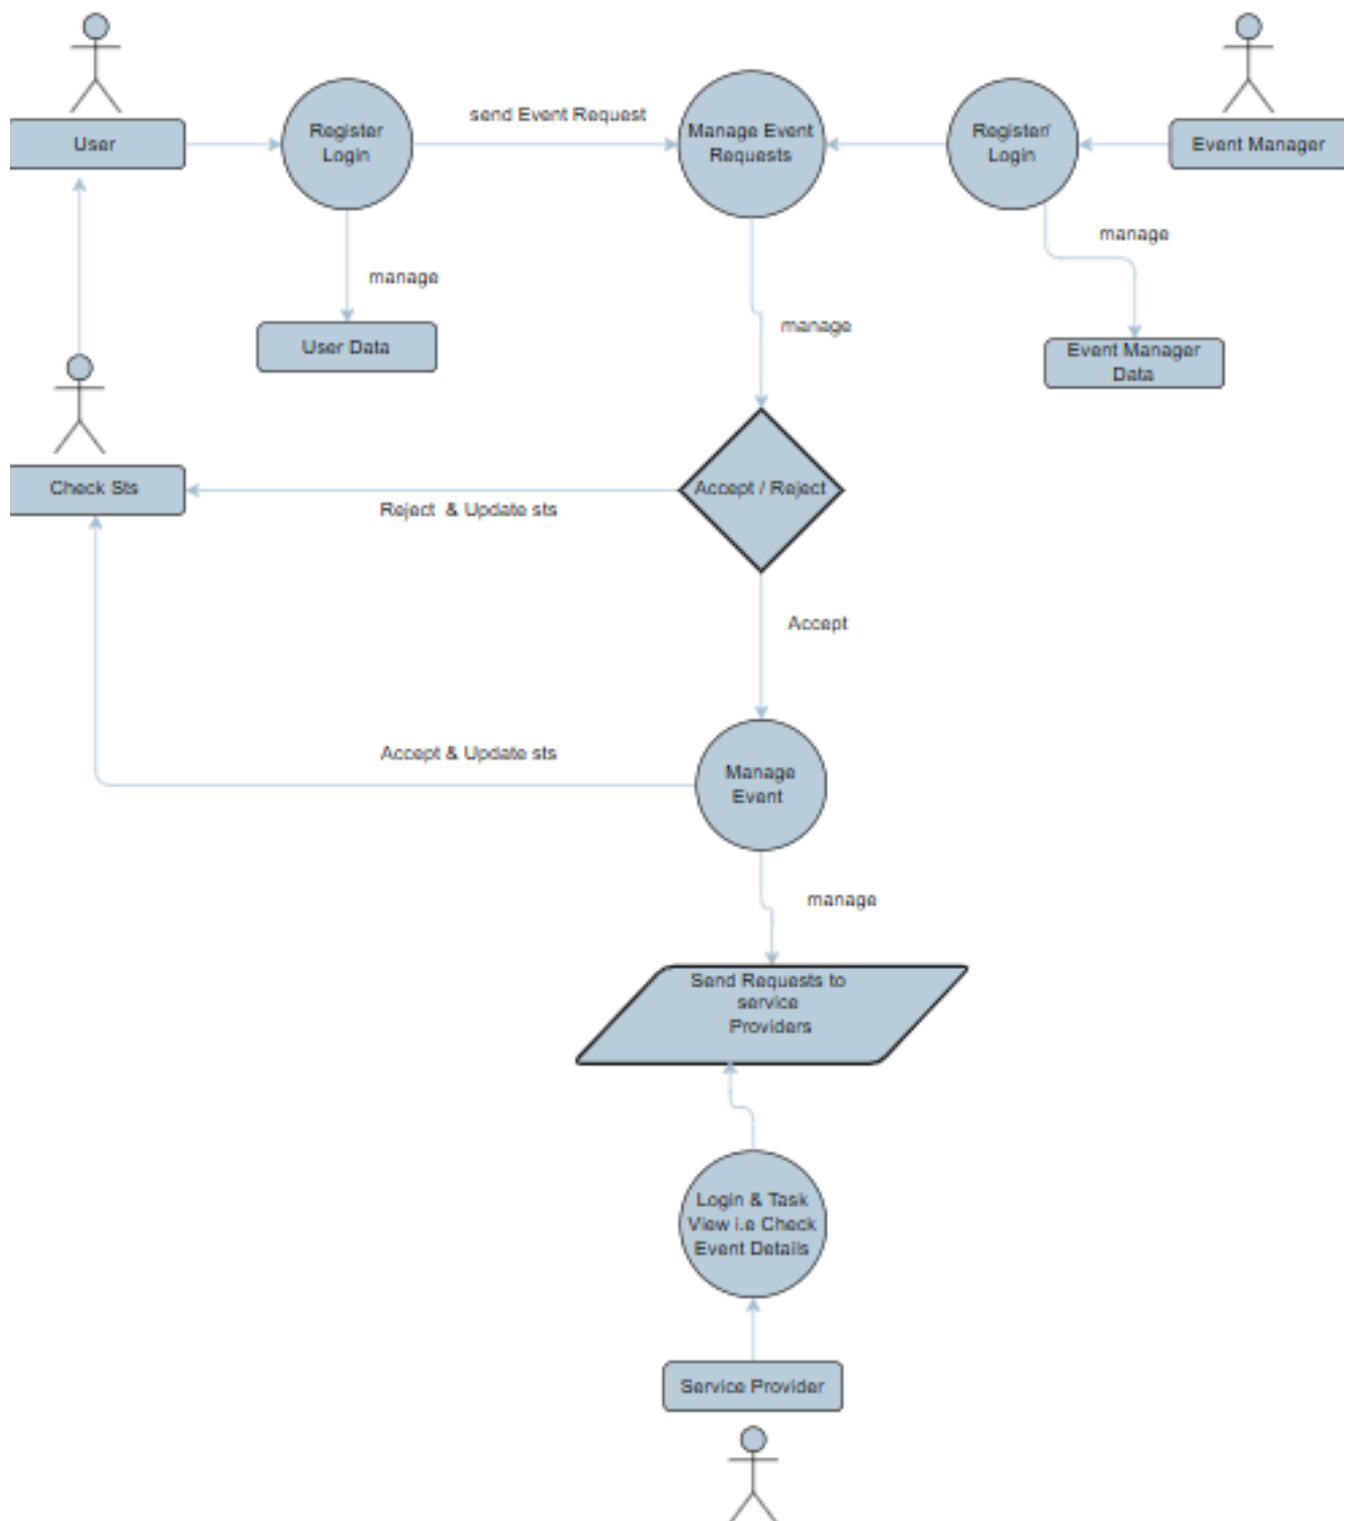 User
Register
Login
send Event Request
Manage Event
Requests
Register/
Login
Event Manager
manage
manage
User Data
manage
Event Manager
Data
Check Sts
Accept / Reject
Reject & Update sts
Accept
Accept & Update sts
Manage
Event
manage
Send Requests to
service
Providers
Login & Task
View i.e Check
Event Details
Service Provider